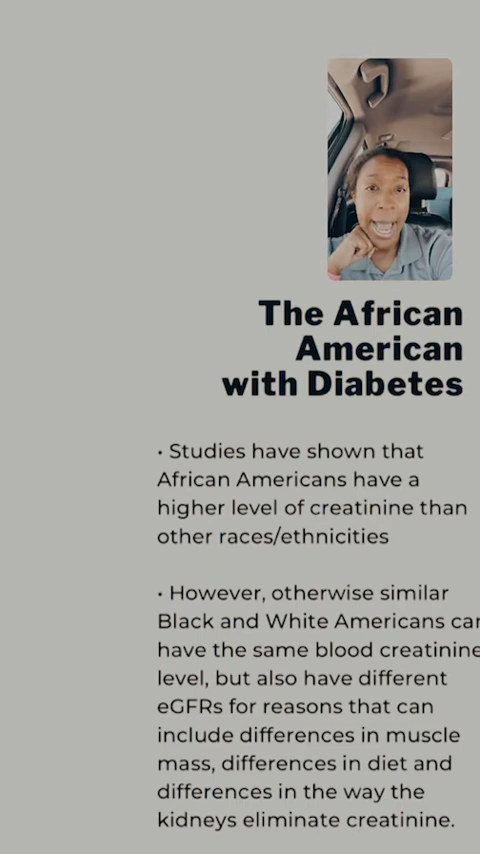 The African
American
with Diabetes
• Studies have shown that
African Americans have a
higher level of creatinine than
other races/ethnicities
• However, otherwise similar
Black and White Americans can
have the same blood creatinine
level, but also have different
eGFRs for reasons that can
include differences in muscle
mass, differences in diet and
differences in the way the
kidneys eliminate creatinine.